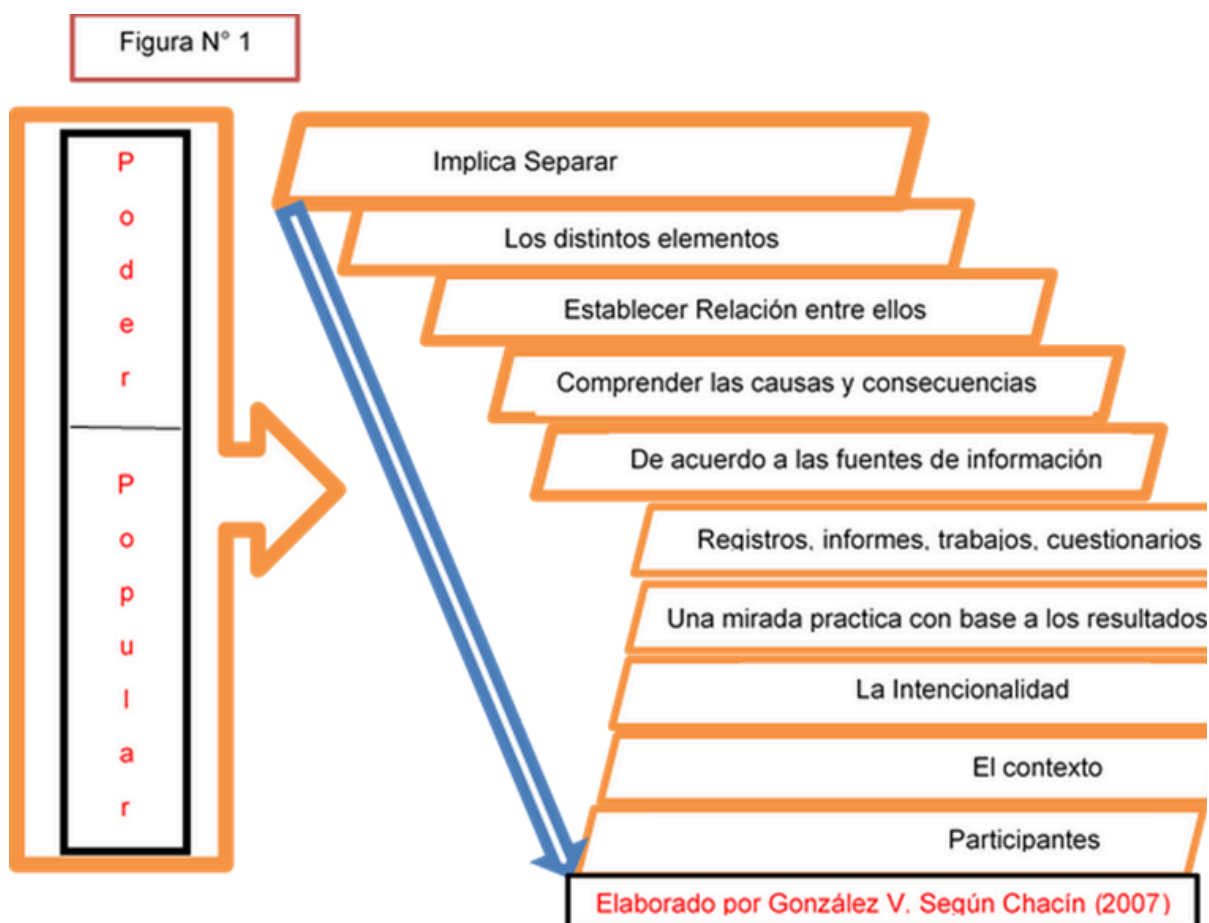 Figura N° 1
Poder
Popular
Implica Separar
Los distintos elementos
Establecer Relación entre ellos
Comprender las causas y consecuencias
De acuerdo a las fuentes de información
Registros, informes, trabajos, cuestionarios
Una mirada practica con base a los resultados
La Intencionalidad
El contexto
Participantes
Elaborado por González V. Según Chacín (2007)